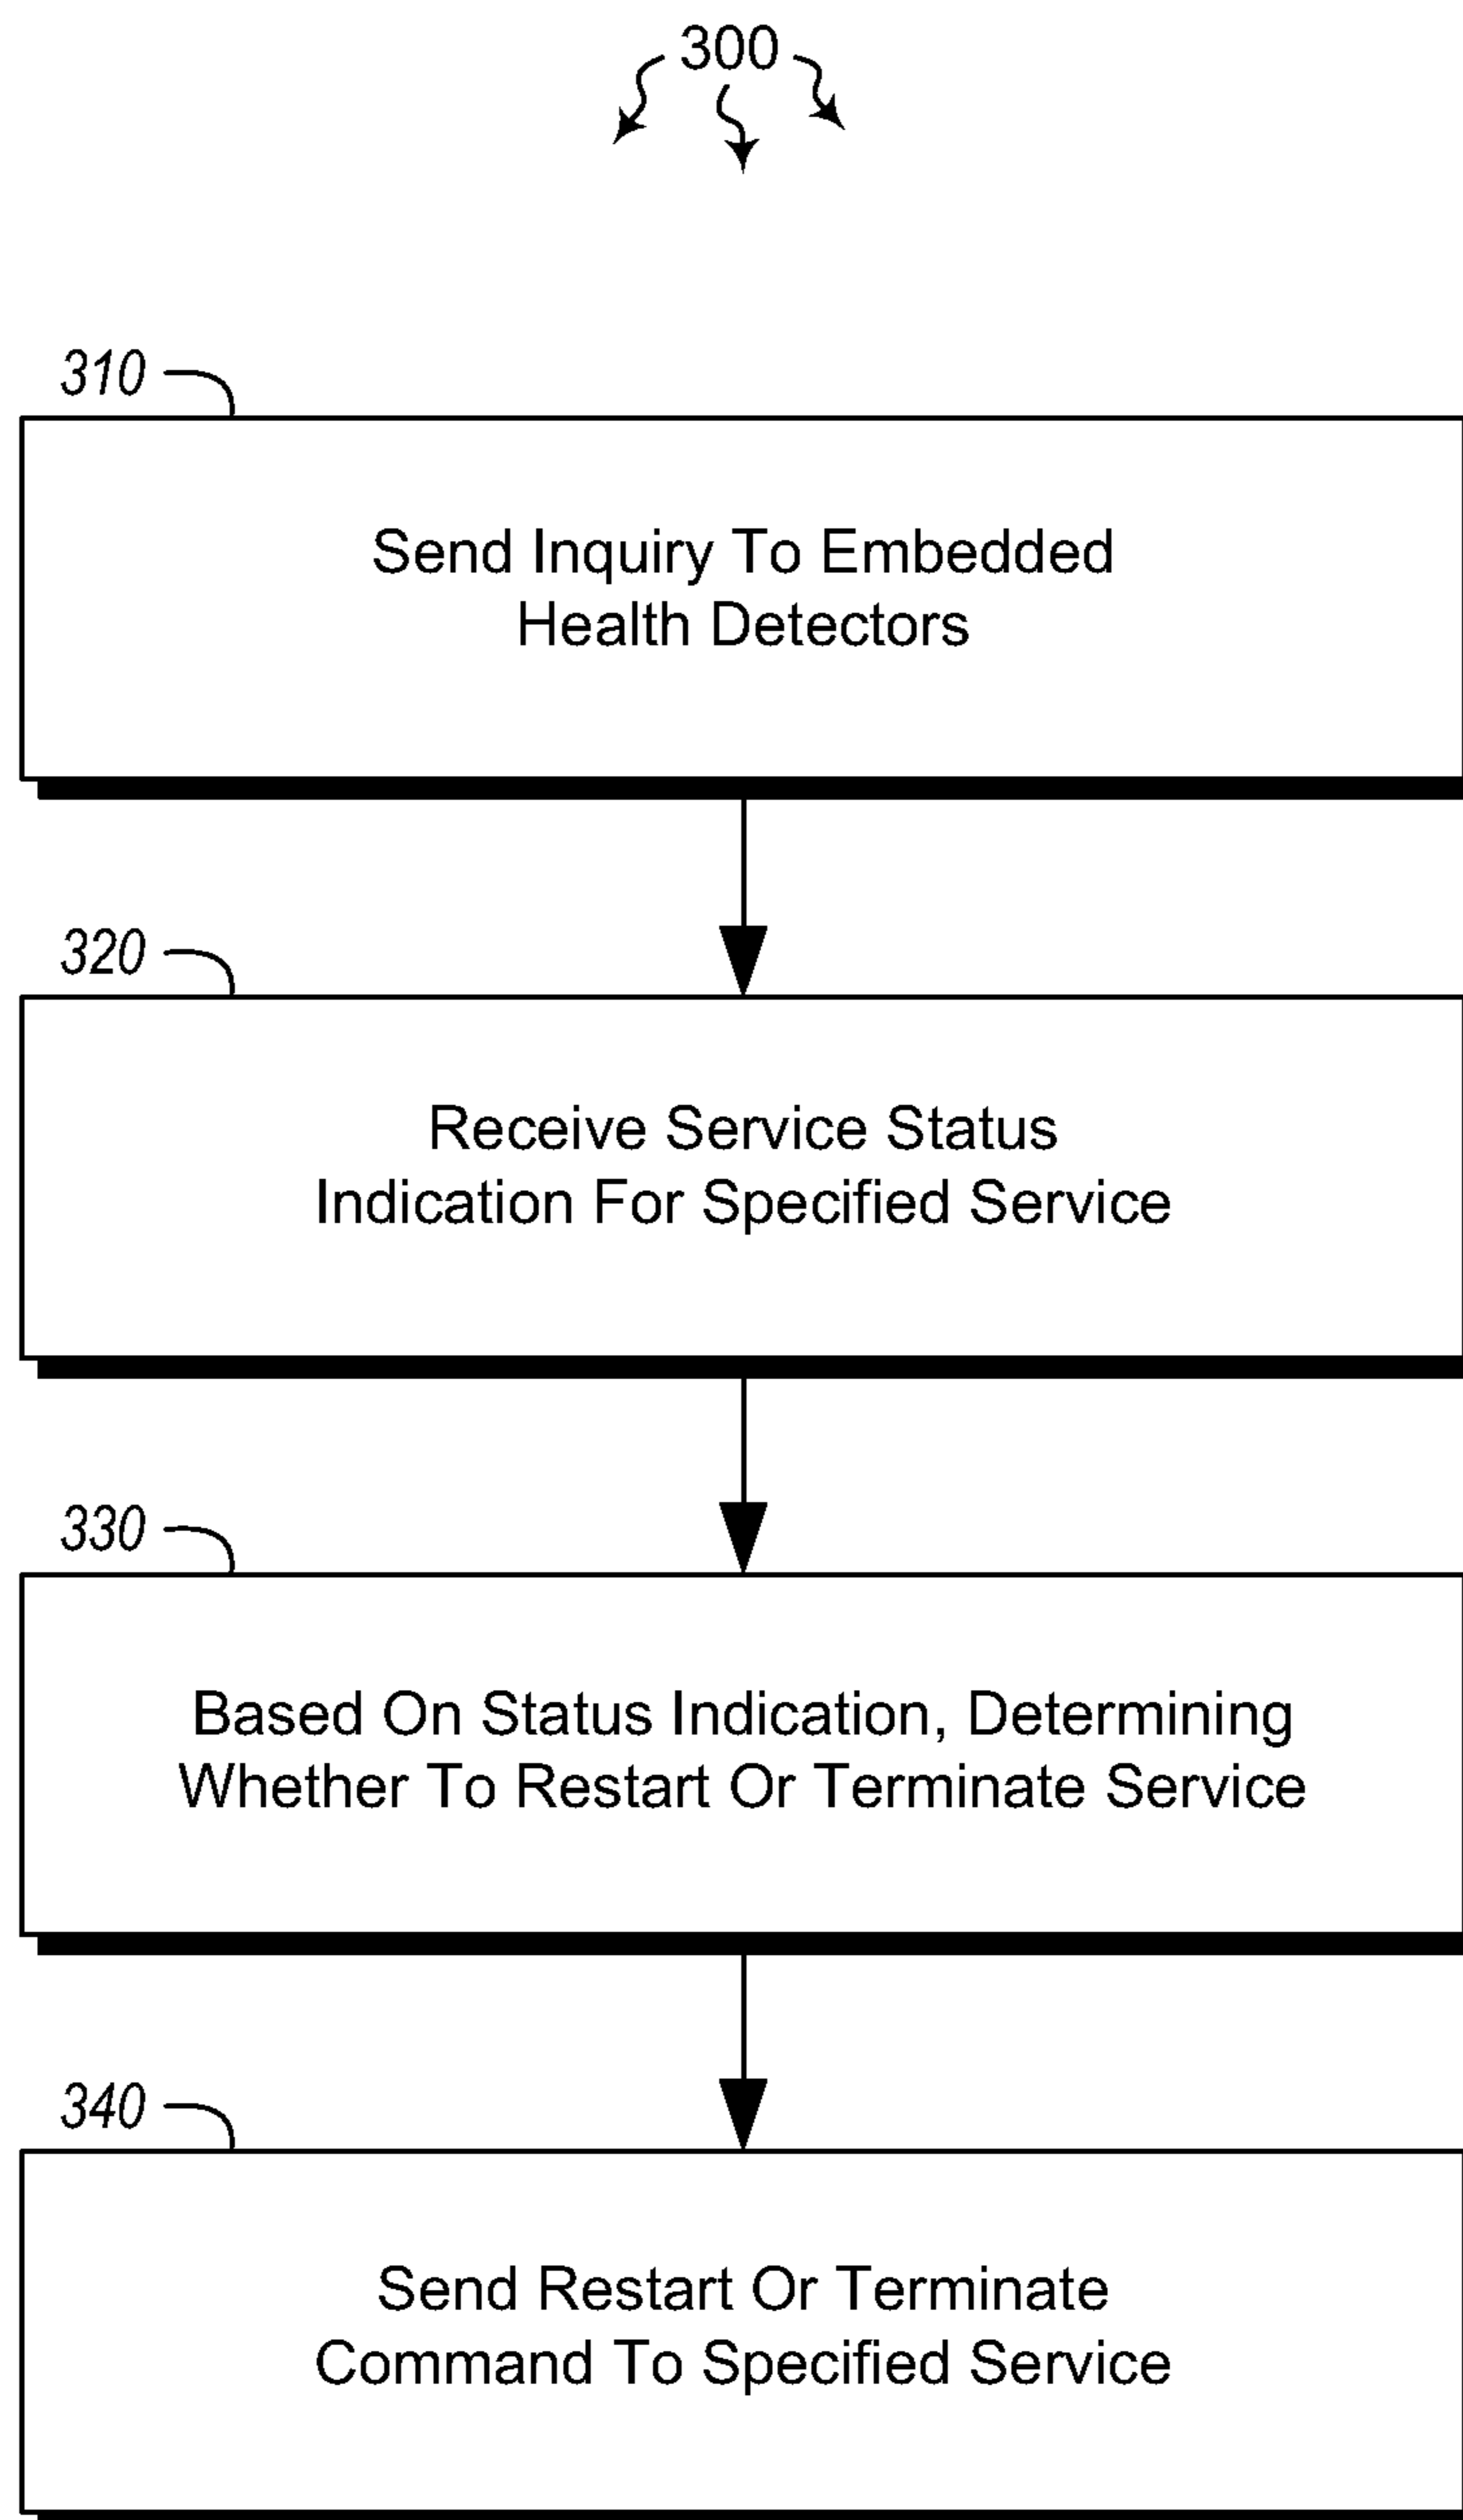 300
310
Send Inquiry To Embedded
Health Detectors
320
Receive Service Status
Indication For Specified Service
330
Based On Status Indication, Determining
Whether To Restart Or Terminate Service
340
Send Restart Or Terminate
Command To Specified Service